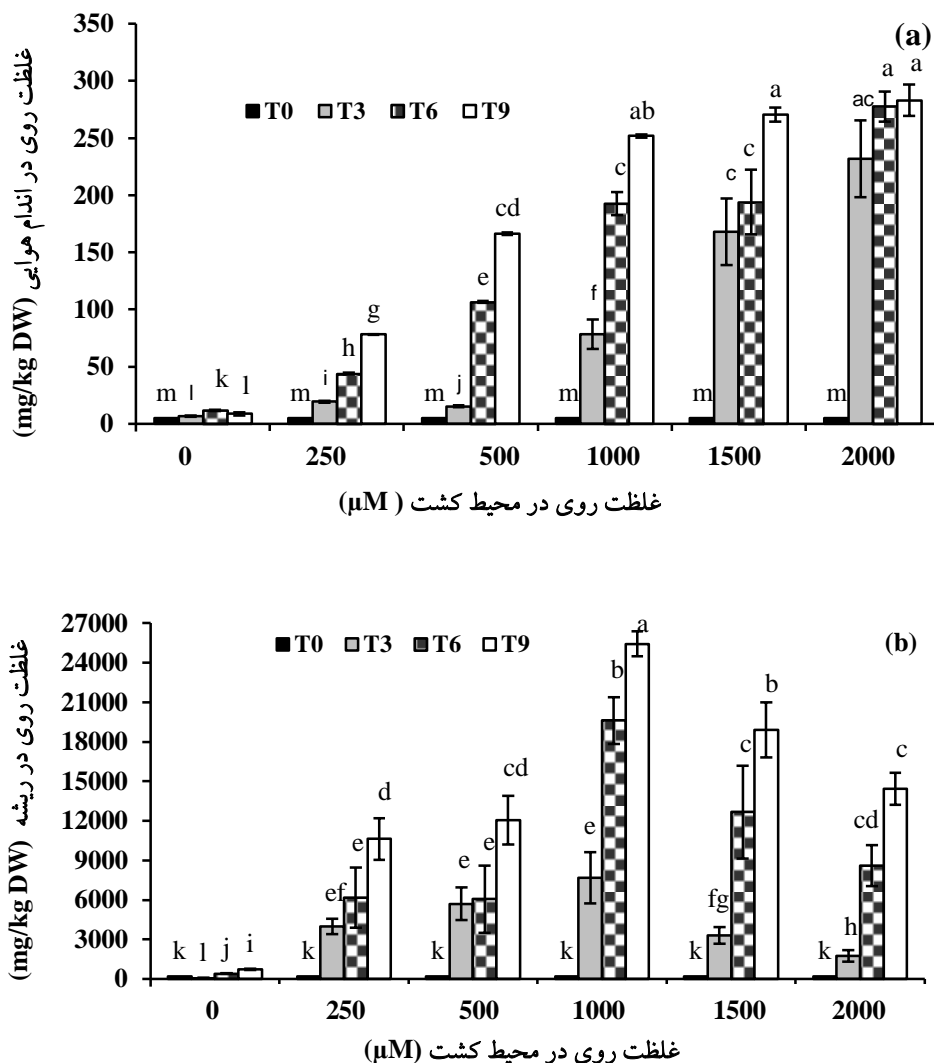 (a)
غلظت روی در اندام هوایی (mg/kg DW)
350
300
250
200
150
100
50
0
T0 T3 T6 T9
m l k l
m i h g
m j e cd
m f c ab
m c c a
m ac a a
0 250 500 1000 1500 2000
غلظت روی در محیط کشت ( µM)
(b)
غلظت روی در ریشه (mg/kg DW)
27000
24000
21000
18000
15000
12000
9000
6000
3000
0
T0 T3 T6 T9
k l j i
k ef e d
k e e cd
k e b a
k fg c b
k h cd c
0 250 500 1000 1500 2000
غلظت روی در محیط کشت (µM)